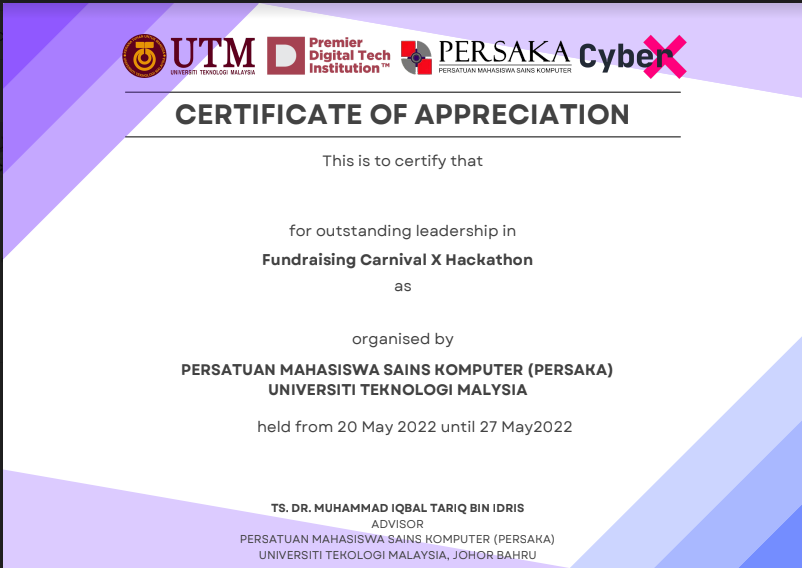 UTM
UNIVERSITI TEKNOLOGI MALAYSIA
Premier
Digital Tech
Institution™
PERSAKA
PERSATUAN MAHASISWA SAINS KOMPUTER
CyberX
CERTIFICATE OF APPRECIATION
This is to certify that
for outstanding leadership in
Fundraising Carnival X Hackathon
as
organised by
PERSATUAN MAHASISWA SAINS KOMPUTER (PERSAKA)
UNIVERSITI TEKNOLOGI MALYSIA
held from 20 May 2022 until 27 May2022
TS. DR. MUHAMMAD IQBAL TARIQ BIN IDRIS
ADVISOR
PERSATUAN MAHASISWA SAINS KOMPUTER (PERSAKA)
UNIVERSITI TEKOLOGI MALAYSIA, JOHOR BAHRU